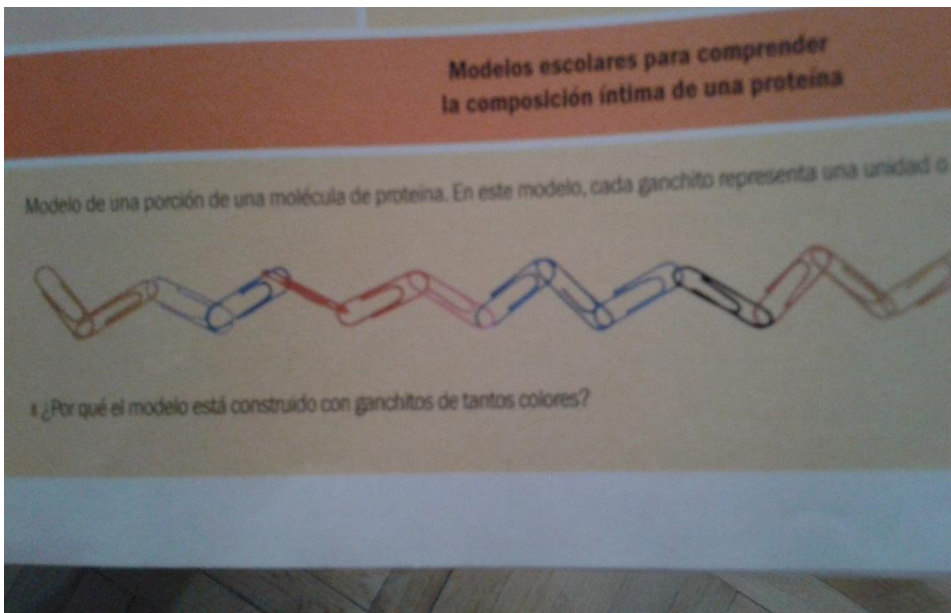 Modelos escolares para comprender
la composición íntima de una proteína
Modelo de una porción de una molécula de proteína. En este modelo, cada ganchito representa una unidad o
¿Por qué el modelo está construido con ganchitos de tantos colores?